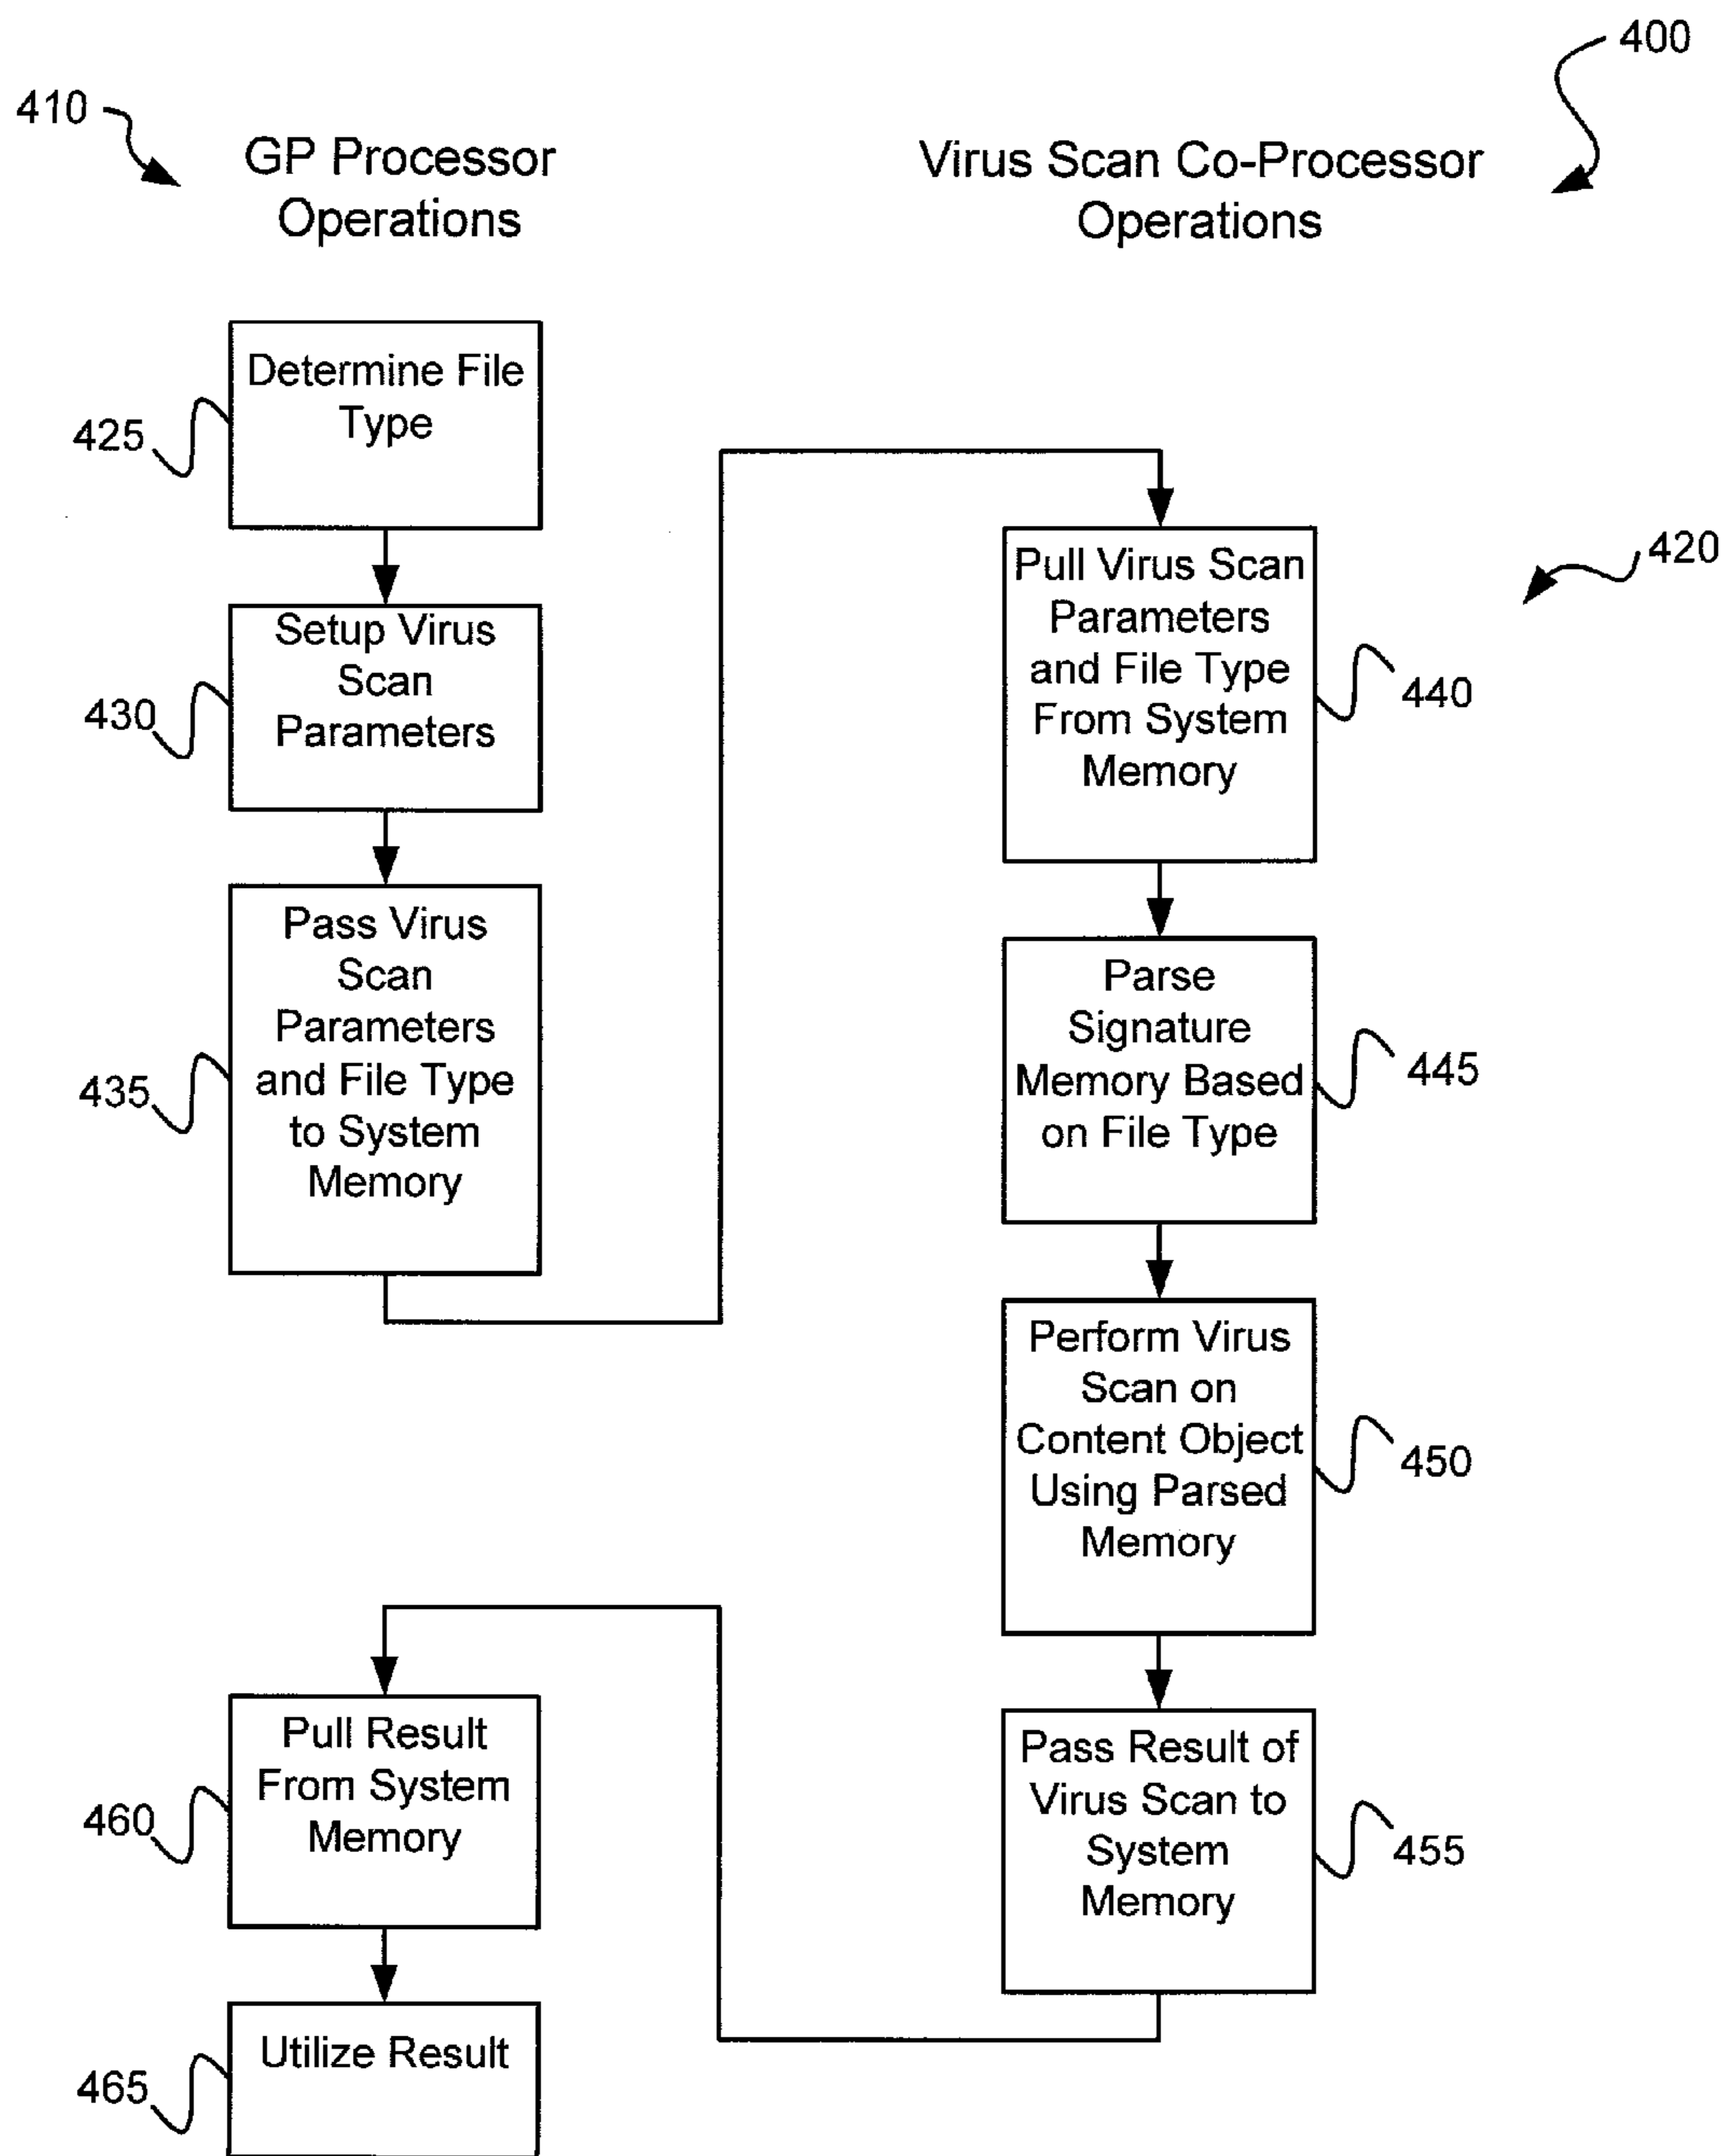 400
410
GP Processor
Operations
Virus Scan Co-Processor
Operations
Determine File
Type
425
Setup Virus
Scan
Parameters
430
Pass Virus
Scan
Parameters
and File Type
to System
Memory
435
420
Pull Virus Scan
Parameters
and File Type
From System
Memory
440
Parse
Signature
Memory Based
on File Type
445
Perform Virus
Scan on
Content Object
Using Parsed
Memory
450
Pass Result of
Virus Scan to
System
Memory
455
Pull Result
From System
Memory
460
Utilize Result
465